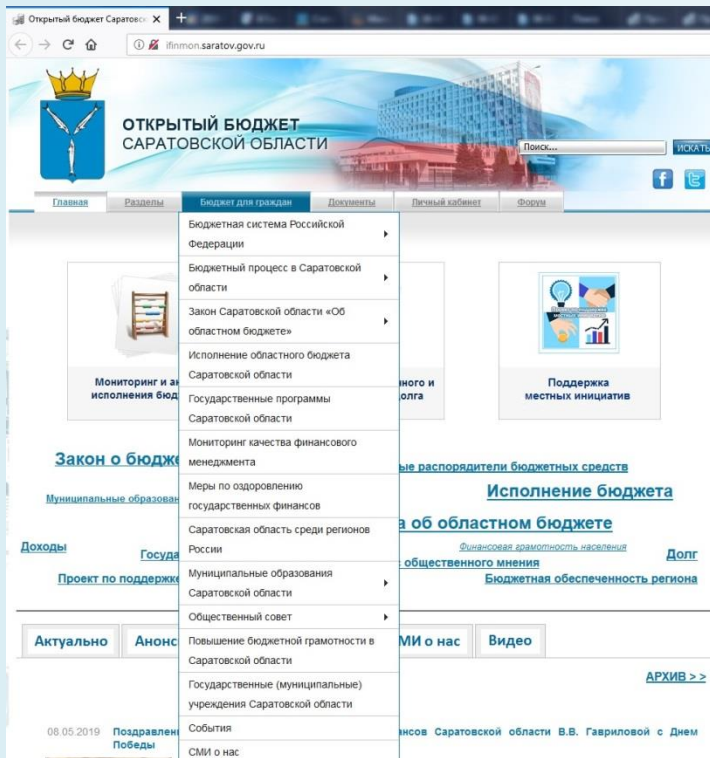 Открытый бюджет Саратовс
ifinmon.saratov.gov.ru
ОТКРЫТЫЙ БЮДЖЕТ
САРАТОВСКОЙ ОБЛАСТИ
Поиск...
ИСКАТЬ
Главная
Разделы
Бюджет для граждан
Документы
Личный кабинет
Форум
Бюджетная система Российской
Федерации
Бюджетный процесс в Саратовской
области
Закон Саратовской области «Об
областном бюджете»
Исполнение областного бюджета
Саратовской области
Государственные программы
Саратовской области
Мониторинг качества финансового
менеджмента
Меры по оздоровлению
государственных финансов
Саратовская область среди регионов
России
Муниципальные образования
Саратовской области
Общественный совет
Повышение бюджетной грамотности в
Саратовской области
Государственные (муниципальные)
учреждения Саратовской области
События
СМИ о нас
Мониторинг и ан
исполнения бюд
нного и
олга
Поддержка
местных инициатив
Закон о бюдже
ые распорядители бюджетных средств
Муниципальные образован
Исполнение бюджета
а об областном бюджете
Доходы
Госуда
Финансовая грамотность населения
с общественного мнения
Долг
Проект по поддержке
Бюджетная обеспеченность региона
Актуально
Анонс
МИ о нас
Видео
АРХИВ > >
08.05.2019
Поздравлен
нсов Саратовской области В.В. Гавриловой с Днем
Победы